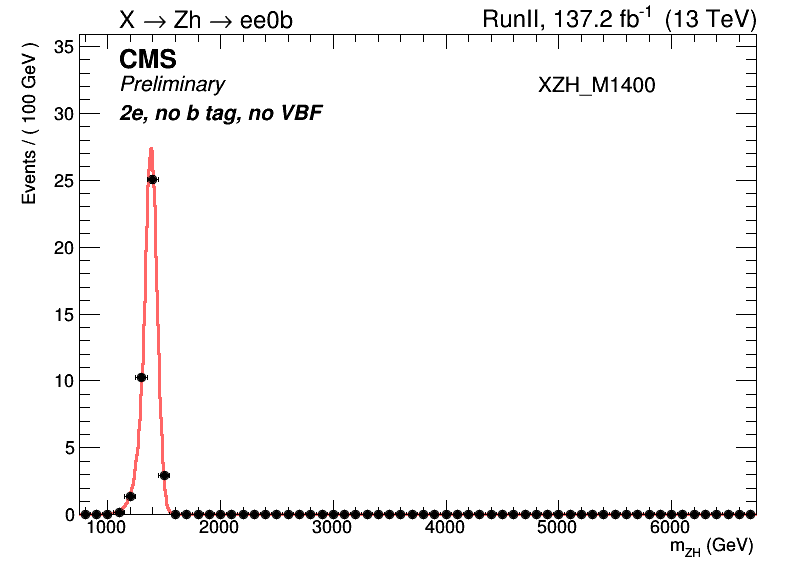 X → Zh → ee0b
RunII, 137.2 fb⁻¹ (13 TeV)
CMS
Preliminary
XZH_M1400
2e, no b tag, no VBF
Events / ( 100 GeV )
35
30
25
20
15
10
5
0
1000 2000 3000 4000 5000 6000
m_ZH (GeV)